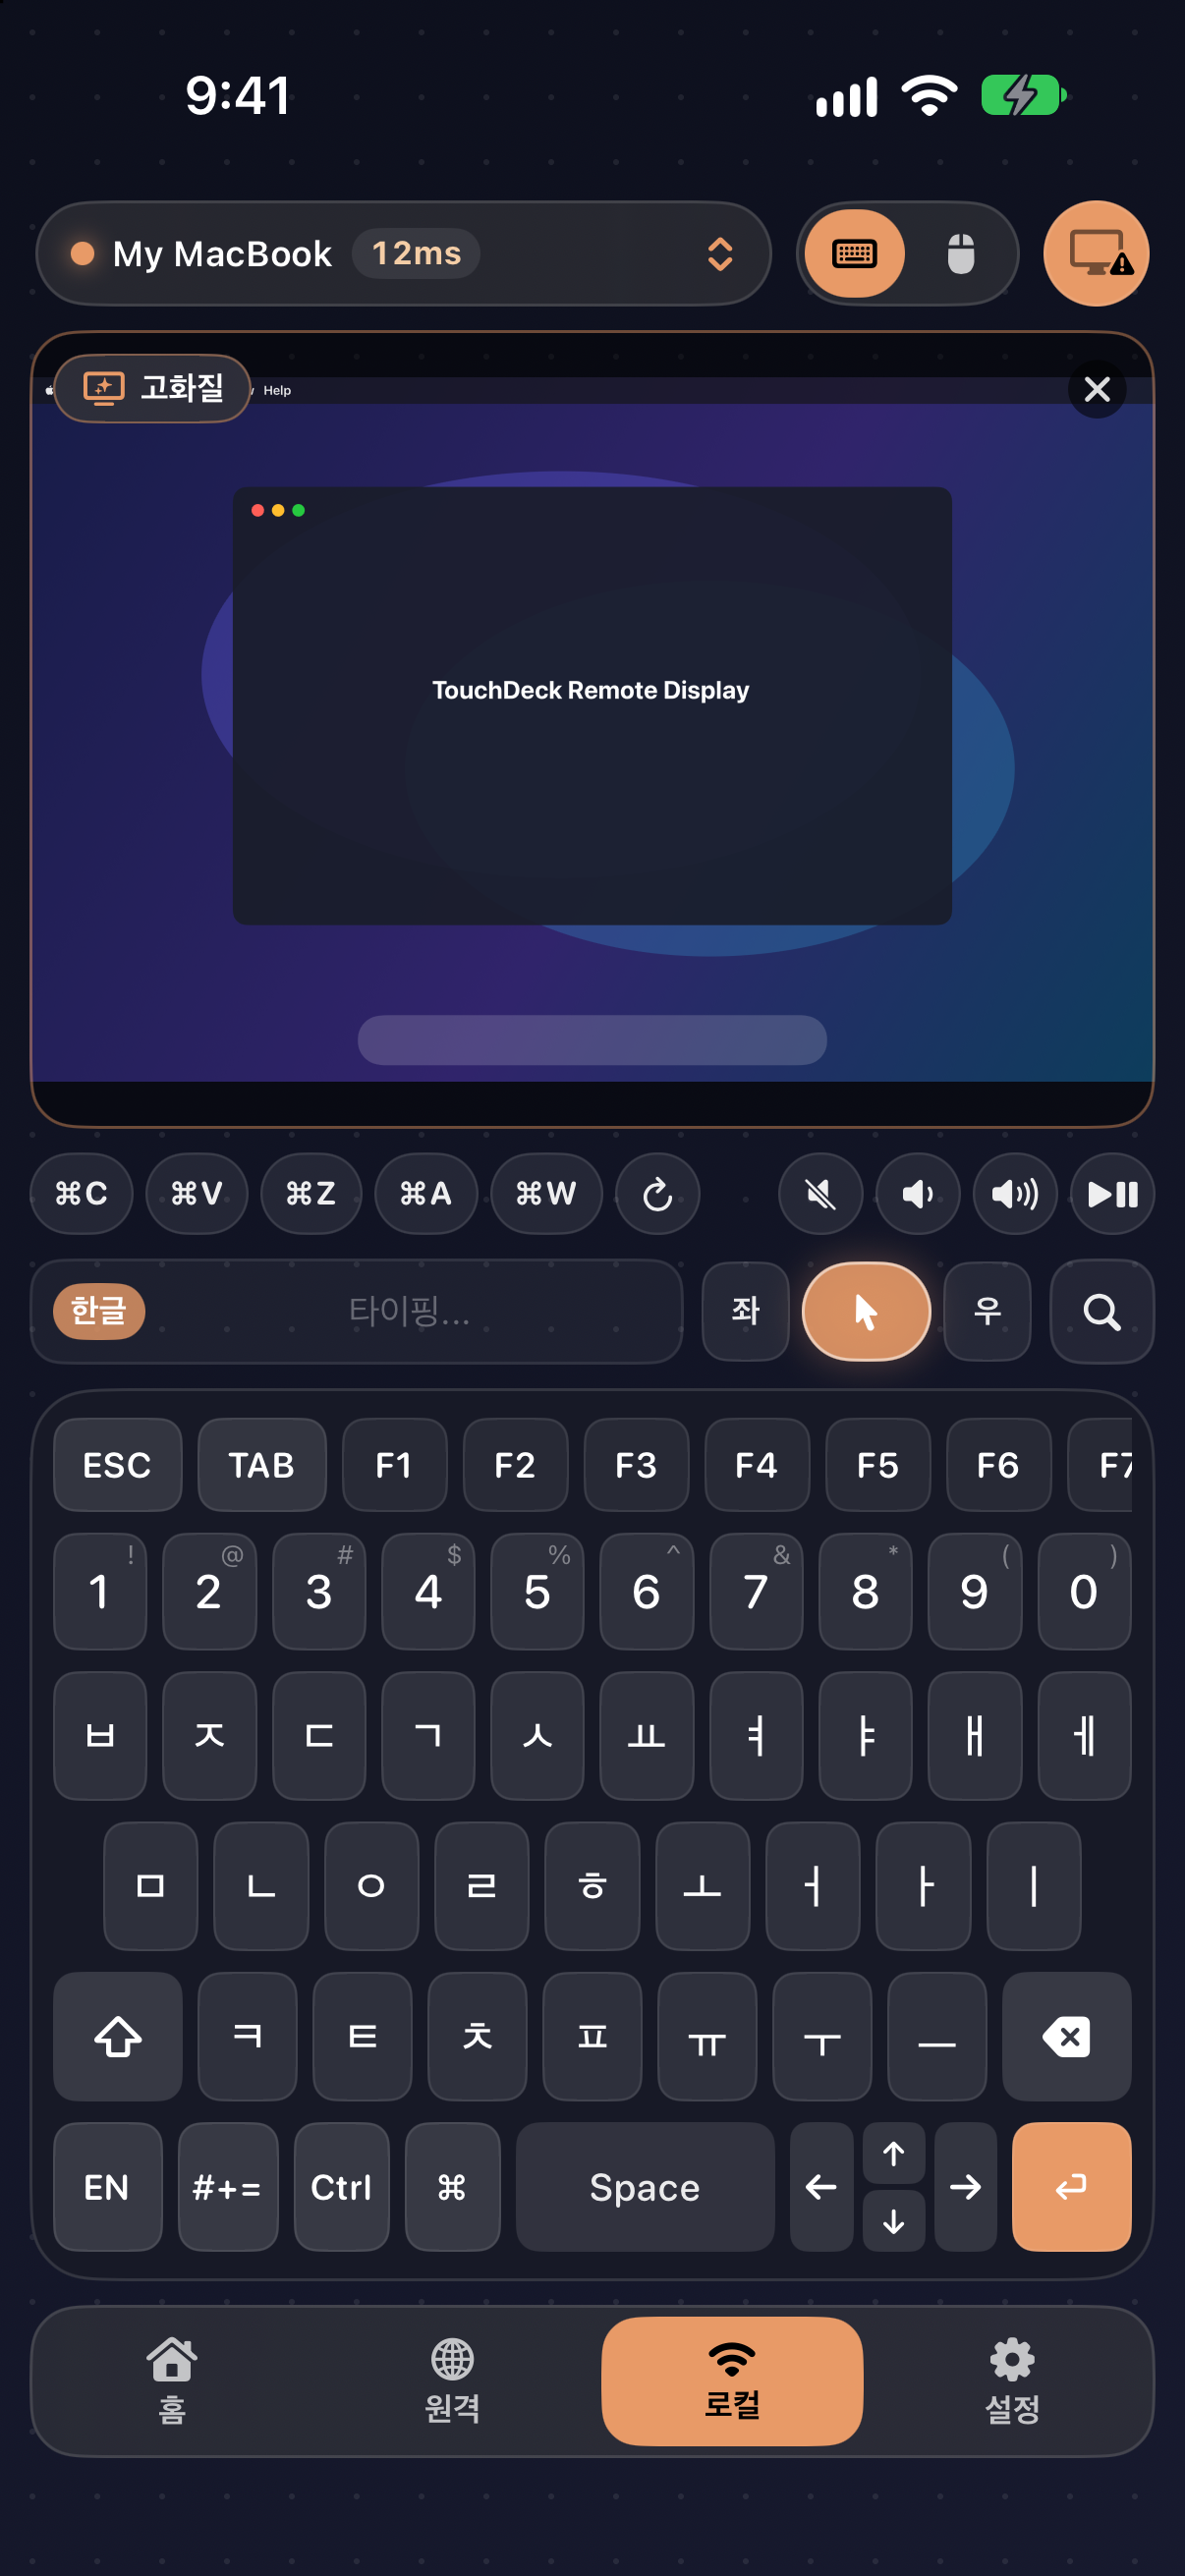 9:41
My MacBook 12ms
고화질
Help
TouchDeck Remote Display
⌘C ⌘V ⌘Z ⌘A ⌘W
한글 타이핑... 좌 우
ESC TAB F1 F2 F3 F4 F5 F6 F7
! @ # $ % ^ & * ( )
1 2 3 4 5 6 7 8 9 0
ㅂ ㅈ ㄷ ㄱ ㅅ ㅛ ㅕ ㅑ ㅐ ㅔ
ㅁ ㄴ ㅇ ㄹ ㅎ ㅗ ㅓ ㅏ ㅣ
ㅋ ㅌ ㅊ ㅍ ㅠ ㅜ ㅡ
EN #+= Ctrl ⌘ Space ← ↑ ↓ →
홈 원격 로컬 설정